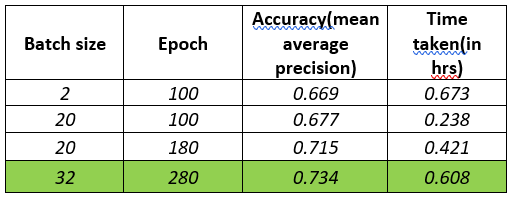 Batch size Epoch Accuracy(mean average precision) Time taken(in hrs)
2 100 0.669 0.673
20 100 0.677 0.238
20 180 0.715 0.421
32 280 0.734 0.608